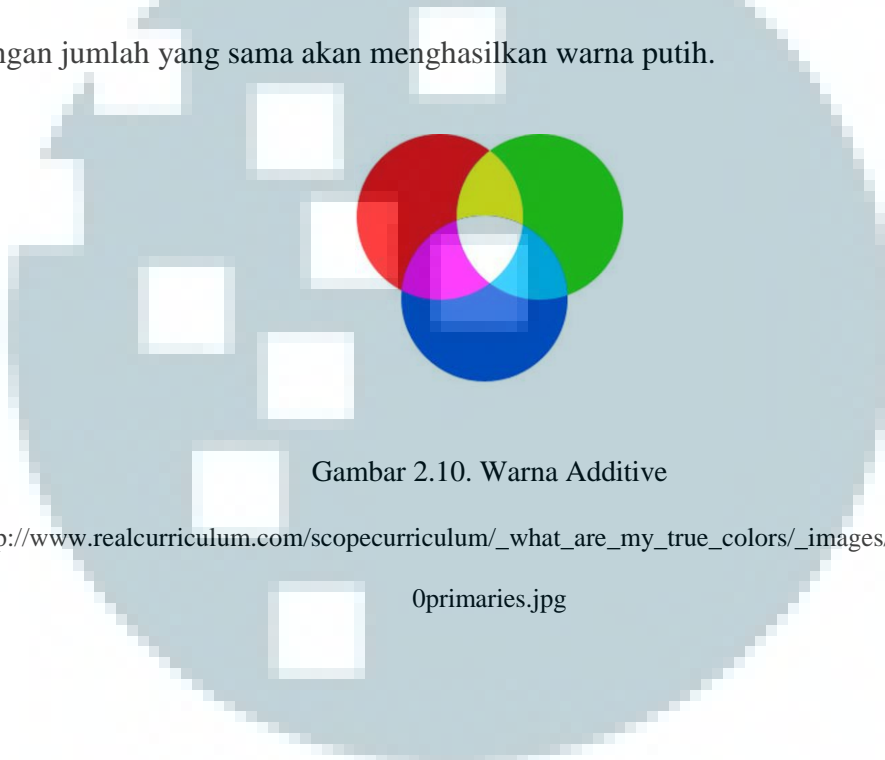 ngan jumlah yang sama akan menghasilkan warna putih.
Gambar 2.10. Warna Additive
p://www.realcurriculum.com/scopecurriculum/_what_are_my_true_colors/_images/
0primaries.jpg